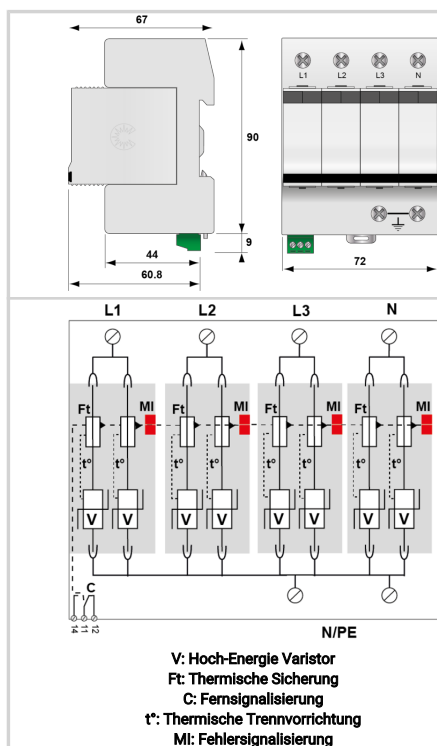 67
L1 L2 L3 N
90
9
44
60.8
72
L1 L2 L3 N
Ft MI Ft MI Ft MI Ft MI
t° t° t° t° t° t° t° t°
V V V V V V V V
C
14 11 12
N/PE
V: Hoch-Energie Varistor
Ft: Thermische Sicherung
C: Fernsignalisierung
t°: Thermische Trennvorrichtung
MI: Fehlersignalisierung